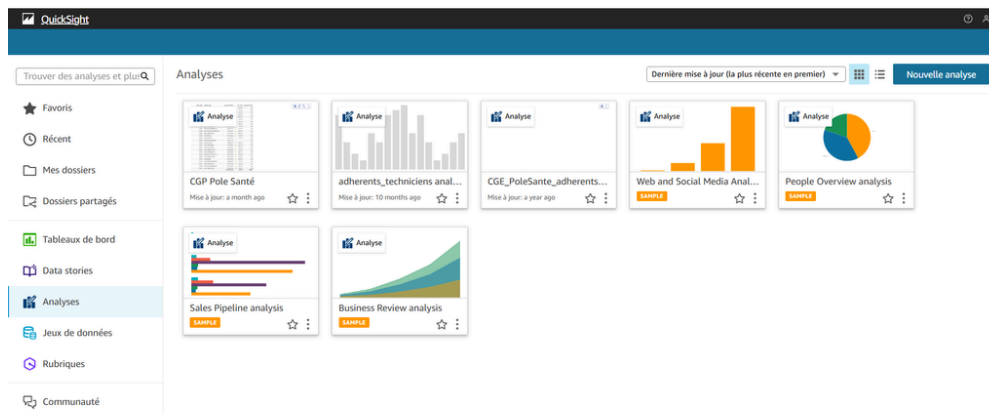 QuickSight
Trouver des analyses et plus
Favoris
Récent
Mes dossiers
Dossiers partagés
Tableaux de bord
Data stories
Analyses
Jeux de données
Rubriques
Communauté
Analyses
Dernière mise à jour (la plus récente en premier)
Nouvelle analyse
Analyse
CGP Pole Santé
Mise à jour: a month ago
Analyse
adherents_techniciens anal...
Mise à jour: 10 months ago
Analyse
CGE_PoleSante_adherents...
Mise à jour: a year ago
Analyse
Web and Social Media Anal...
SAMPLE
Analyse
People Overview analysis
SAMPLE
Analyse
Sales Pipeline analysis
SAMPLE
Analyse
Business Review analysis
SAMPLE